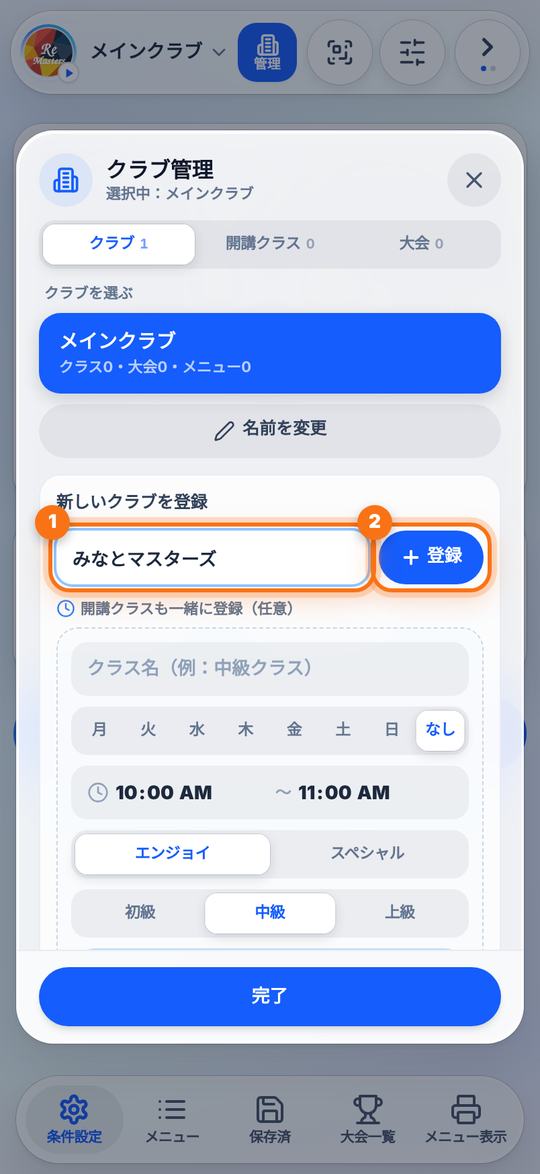 Re
Masters
メインクラブ
管理
クラブ管理
選択中：メインクラブ
クラブ 1
開講クラス 0
大会 0
クラブを選ぶ
メインクラブ
クラス0・大会0・メニュー0
名前を変更
新しいクラブを登録
1
2
みなとマスターズ
＋ 登録
開講クラスも一緒に登録（任意）
クラス名（例：中級クラス）
月 火 水 木 金 土 日 なし
10:00 AM 〜 11:00 AM
エンジョイ スペシャル
初級 中級 上級
完了
条件設定 メニュー 保存済 大会一覧 メニュー表示